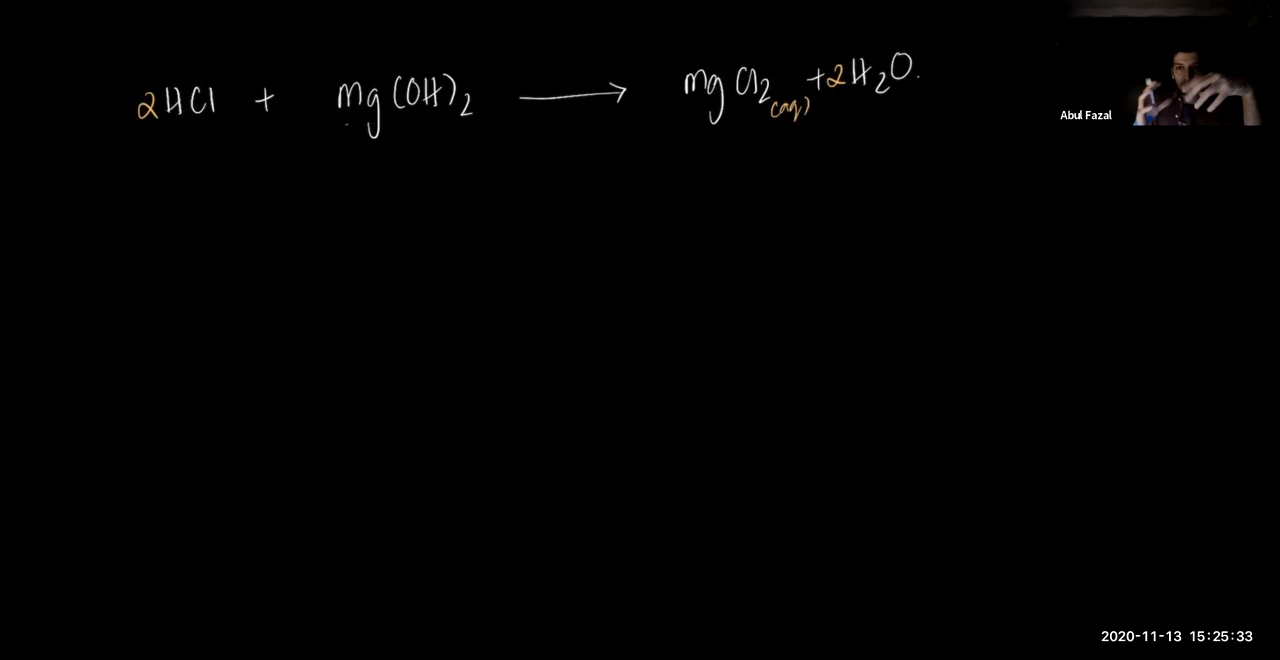 2HCl + Mg(OH)2 ⟶ MgCl2(aq) + 2H2O.
Abul Fazal
2020-11-13 15:25:33